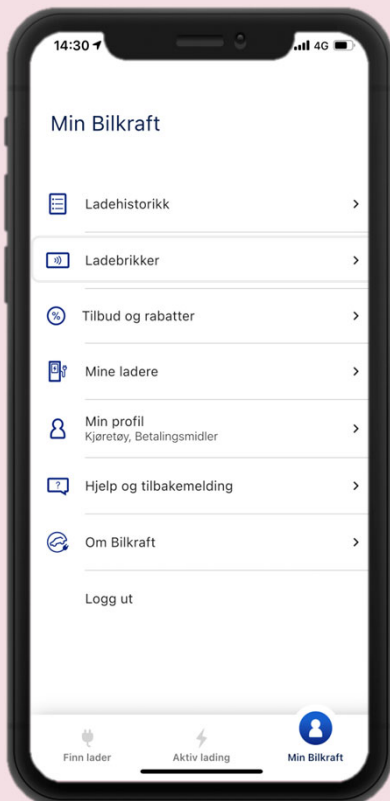 14:30
4G
Min Bilkraft
Ladehistorikk
Ladebrikker
%
Tilbud og rabatter
Mine ladere
Min profil
Kjøretøy, Betalingsmidler
?
Hjelp og tilbakemelding
Om Bilkraft
Logg ut
Finn lader
Aktiv lading
Min Bilkraft